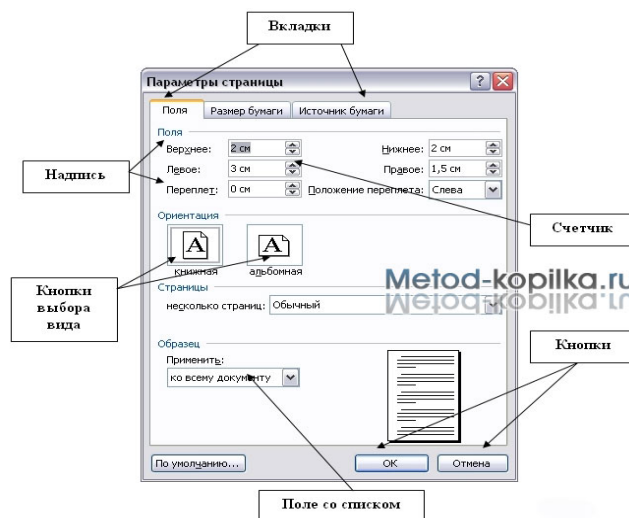 Вкладки
Параметры страницы
Поля Размер бумаги Источник бумаги
Поля
Верхнее: 2 см Нижнее: 2 см
Левое: 3 см Правое: 1,5 см
Переплет: 0 см Положение переплета: Слева
Надпись
Счетчик
Ориентация
книжная альбомная
Кнопки
выбора
вида
Metod-kopilka.ru
Страницы
несколько страниц: Обычный
Кнопки
Образец
Применить:
ко всему документу
По умолчанию... ОК Отмена
Поле со списком